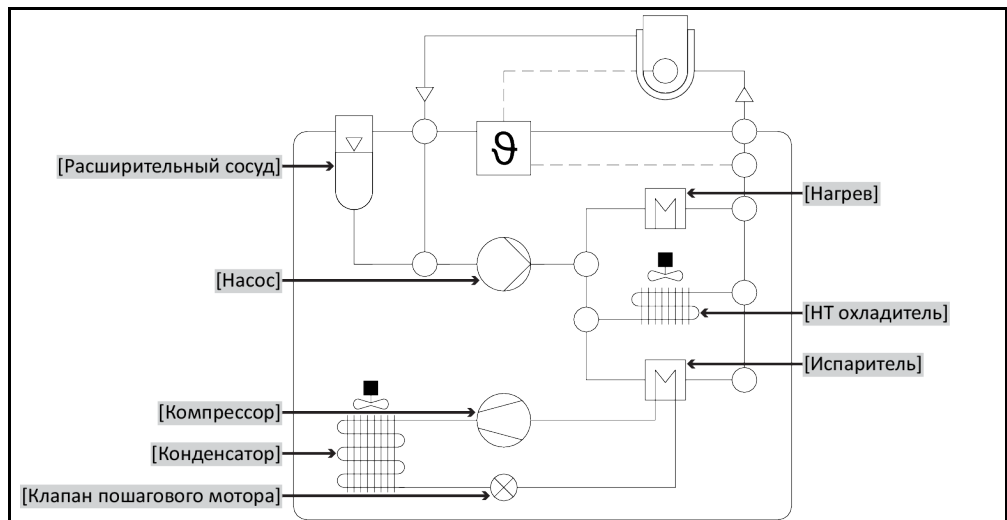 ϑ
[Расширительный сосуд]
[Нагрев]
[Насос]
[НТ охладитель]
[Испаритель]
[Компрессор]
[Конденсатор]
[Клапан пошагового мотора]